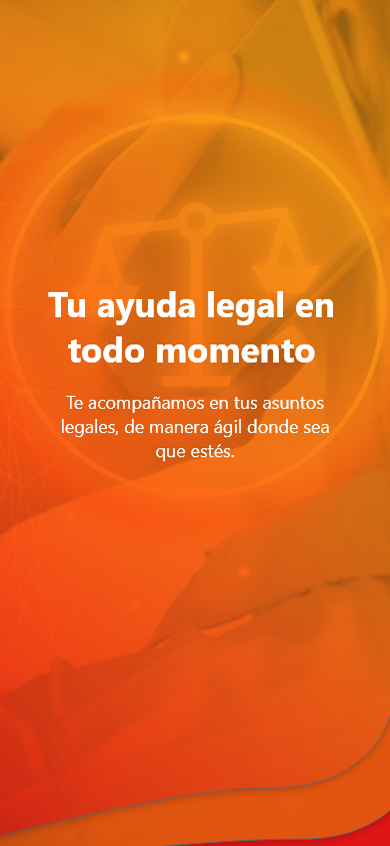 Tu ayuda legal en
todo momento
Te acompañamos en tus asuntos
legales, de manera ágil donde sea
que estés.